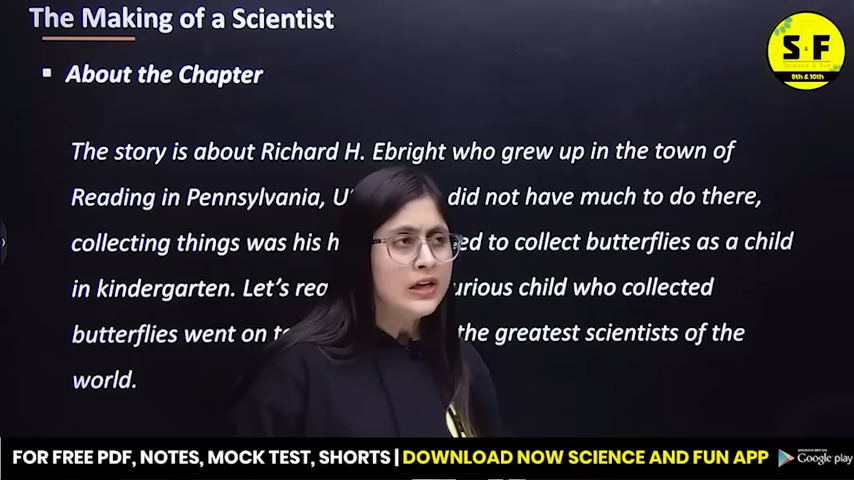 The Making of a Scientist
S & F
Science & Fun
9th & 10th
▪ About the Chapter
The story is about Richard H. Ebright who grew up in the town of
Reading in Pennsylvania, did not have much to do there,
collecting things was his to collect butterflies as a child
in kindergarten. Let's child who collected
butterflies went on the greatest scientists of the
world.
FOR FREE PDF, NOTES, MOCK TEST, SHORTS | DOWNLOAD NOW SCIENCE AND FUN APP
Google play